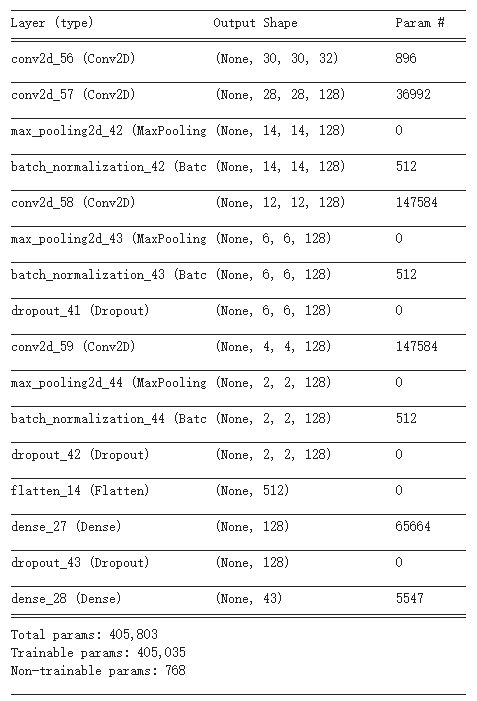 Layer (type) Output Shape Param #
conv2d_56 (Conv2D) (None, 30, 30, 32) 896
conv2d_57 (Conv2D) (None, 28, 28, 128) 36992
max_pooling2d_42 (MaxPooling (None, 14, 14, 128) 0
batch_normalization_42 (Batc (None, 14, 14, 128) 512
conv2d_58 (Conv2D) (None, 12, 12, 128) 147584
max_pooling2d_43 (MaxPooling (None, 6, 6, 128) 0
batch_normalization_43 (Batc (None, 6, 6, 128) 512
dropout_41 (Dropout) (None, 6, 6, 128) 0
conv2d_59 (Conv2D) (None, 4, 4, 128) 147584
max_pooling2d_44 (MaxPooling (None, 2, 2, 128) 0
batch_normalization_44 (Batc (None, 2, 2, 128) 512
dropout_42 (Dropout) (None, 2, 2, 128) 0
flatten_14 (Flatten) (None, 512) 0
dense_27 (Dense) (None, 128) 65664
dropout_43 (Dropout) (None, 128) 0
dense_28 (Dense) (None, 43) 5547
Total params: 405,803
Trainable params: 405,035
Non-trainable params: 768